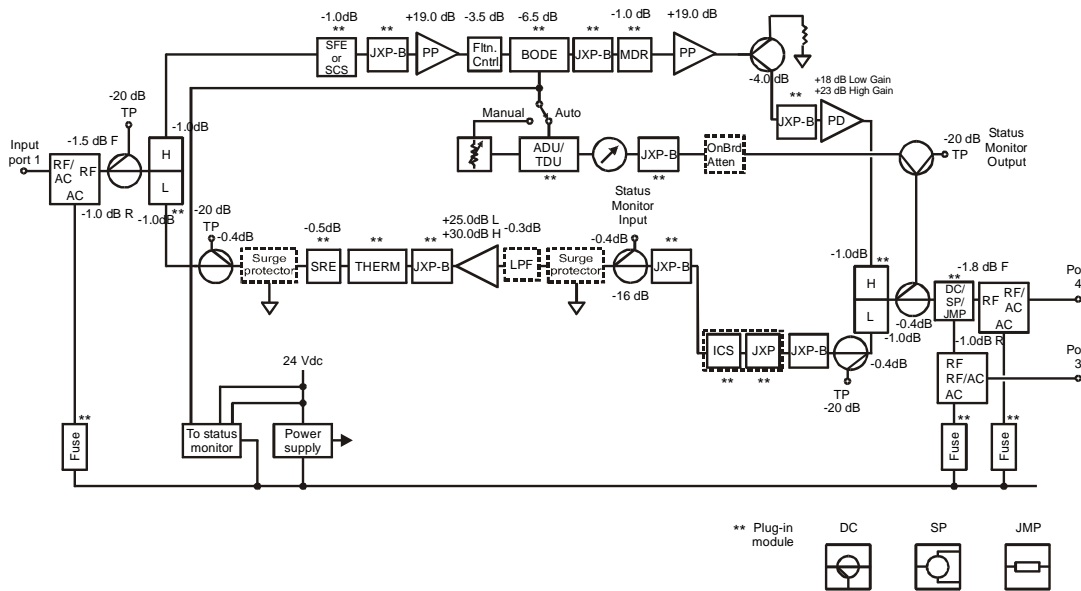 -1.0dB
**
SFE
or
SCS
**
JXP-B
+19.0 dB
PP
-3.5 dB
Fltn.
Cntrl
-6.5dB
**
BODE
**
JXP-B
-1.0 dB
**
MDR
+19.0 dB
PP
-4.0 dB
+18 dB Low Gain
+23 dB High Gain
**
JXP-B
PD
Manual
Auto
ADU/
TDU
**
JXP-B
**
OnBrd
Atten
-20 dB
TP
Status
Monitor
Output
Input
port 1
-1.5 dB F
RF/
AC
RF
AC
-1.0 dB R
-20 dB
TP
-1.0dB
H
L
**
-1.0dB
-20 dB
TP
-0.4dB
Surge
protector
-0.5dB
**
SRE
**
THERM
**
JXP-B
+25.0dB L
+30.0dB H
-0.3dB
LPF
Surge
protector
Status
Monitor
Input
-0.4dB
-16 dB
**
JXP-B
ICS
**
JXP
**
JXP-B
TP
-20 dB
-0.4dB
-1.0dB
**
H
L
-1.0dB
-0.4dB
-1.8 dB F
**
DC/
SP/
JMP
RF
RF/
AC
AC
Po
4
-1.0dB R
RF
RF/AC
AC
Po
3
24 Vdc
**
Fuse
To status
monitor
Power
supply
**
Fuse
**
Fuse
** Plug-in
module
DC
SP
JMP